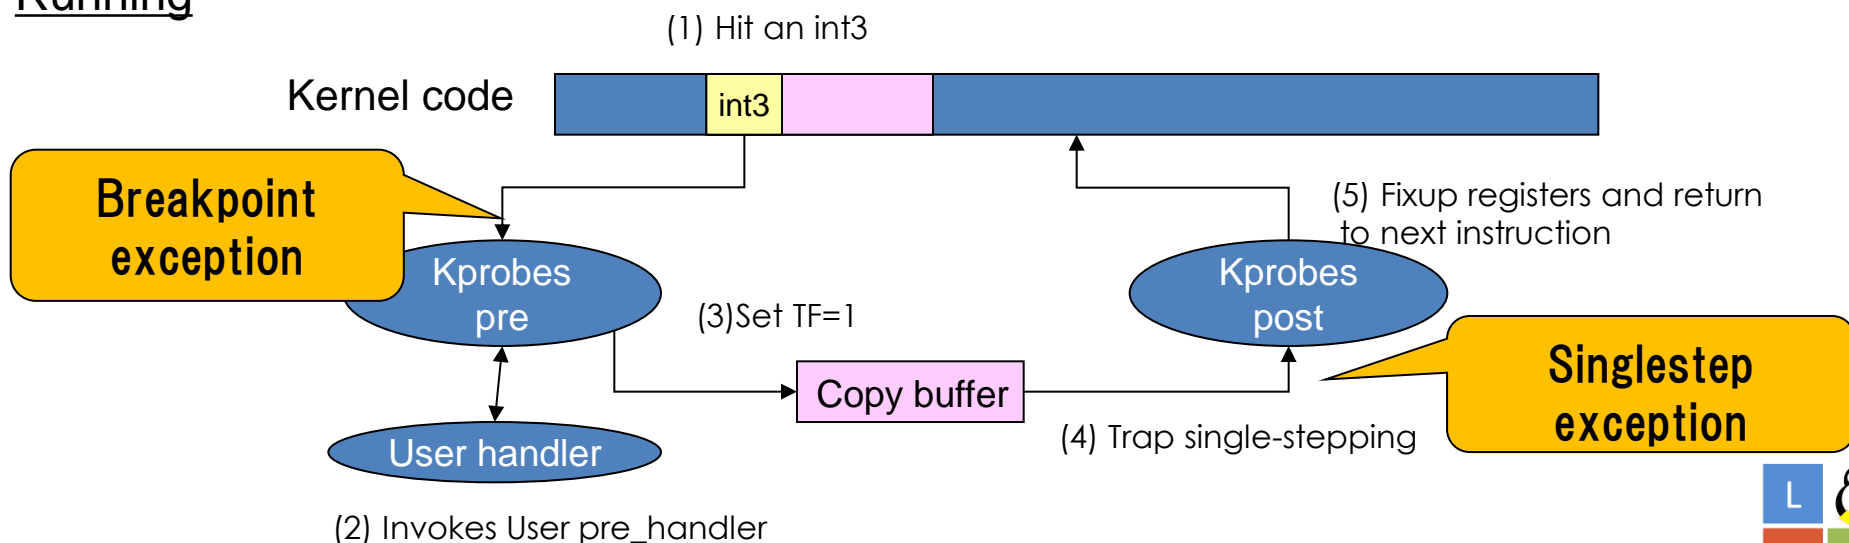 Running
(1) Hit an int3
Kernel code
int3
Breakpoint
exception
(5) Fixup registers and return
to next instruction
Kprobes
pre
Kprobes
post
(3)Set TF=1
Singlestep
exception
Copy buffer
(4) Trap single-stepping
User handler
L
(2) Invokes User pre_handler